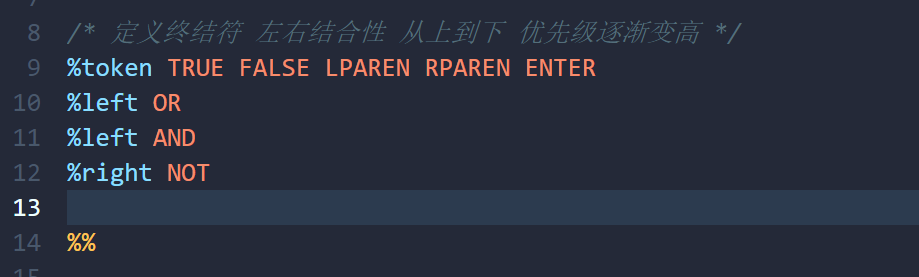 8 /* 定义终结符 左右结合性 从上到下 优先级逐渐变高 */
9 %token TRUE FALSE LPAREN RPAREN ENTER
10 %left OR
11 %left AND
12 %right NOT
13
14 %%